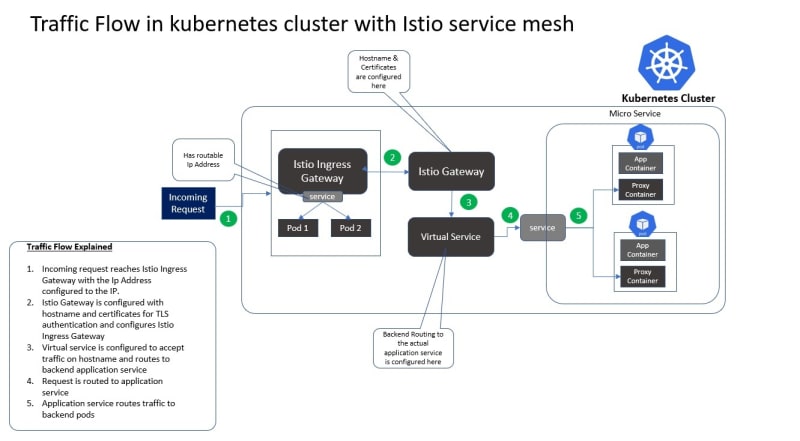 Traffic Flow in kubernetes cluster with Istio service mesh
Hostname &
Certificates
are configured
here
Kubernetes Cluster
Micro Service
Has routable
Ip Address
Istio Ingress
Gateway
service
Pod 1
Pod 2
Incoming
Request
1
2
Istio Gateway
3
Virtual Service
4
service
5
pod
App
Container
Proxy
Container
pod
App
Container
Proxy
Container
Backend Routing to
the actual
application service
is configured here
Traffic Flow Explained
1. Incoming request reaches Istio Ingress
Gateway with the Ip Address
configured to the IP.
2. Istio Gateway is configured with
hostname and certificates for TLS
authentication and configures Istio
Ingress Gateway
3. Virtual service is configured to accept
traffic on hostname and routes to
backend application service
4. Request is routed to application
service
5. Application service routes traffic to
backend pods